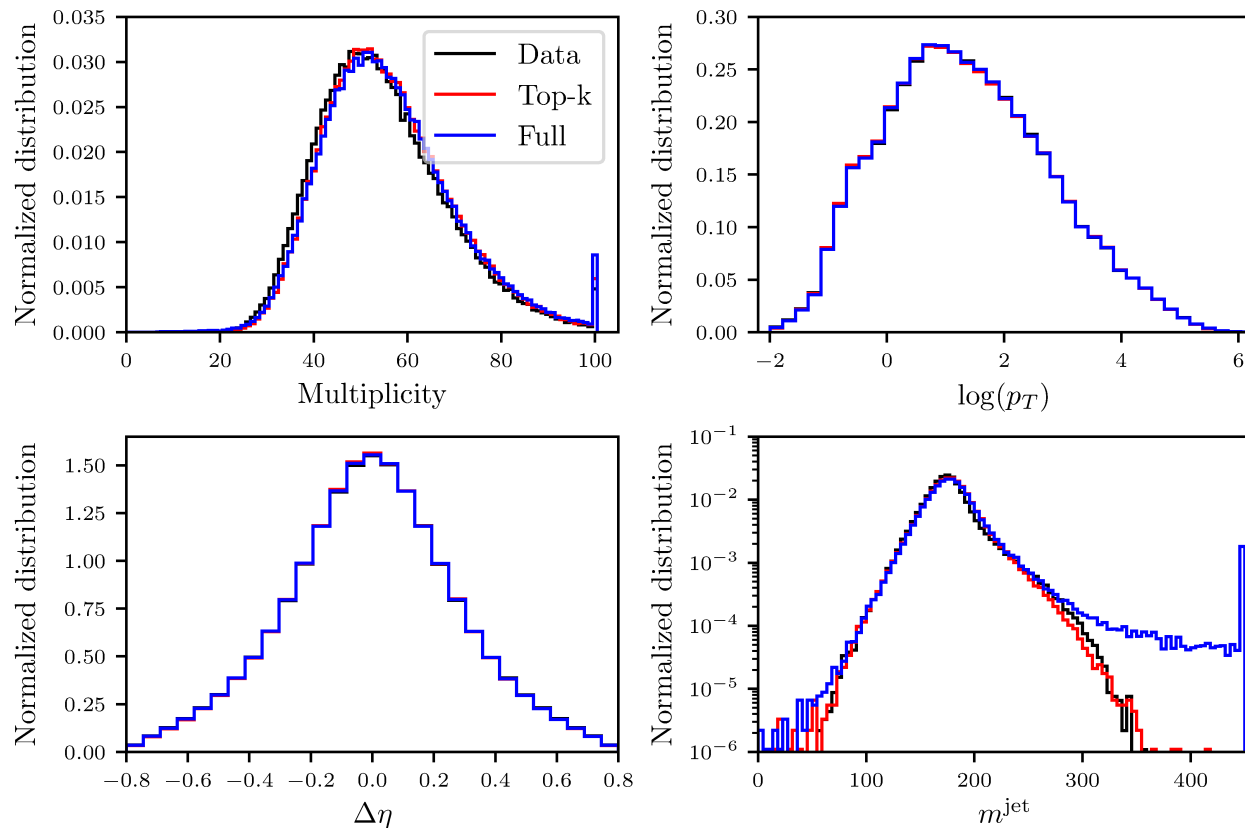 Normalized distribution
0.035
0.030
0.025
0.020
0.015
0.010
0.005
0.000
0 20 40 60 80 100
Multiplicity
Data
Top-k
Full
Normalized distribution
0.30
0.25
0.20
0.15
0.10
0.05
0.00
−2 0 2 4 6
log(p_T)
Normalized distribution
1.50
1.25
1.00
0.75
0.50
0.25
0.00
−0.8 −0.6 −0.4 −0.2 0.0 0.2 0.4 0.6 0.8
Δη
Normalized distribution
10⁻¹
10⁻²
10⁻³
10⁻⁴
10⁻⁵
10⁻⁶
0 100 200 300 400
m^jet